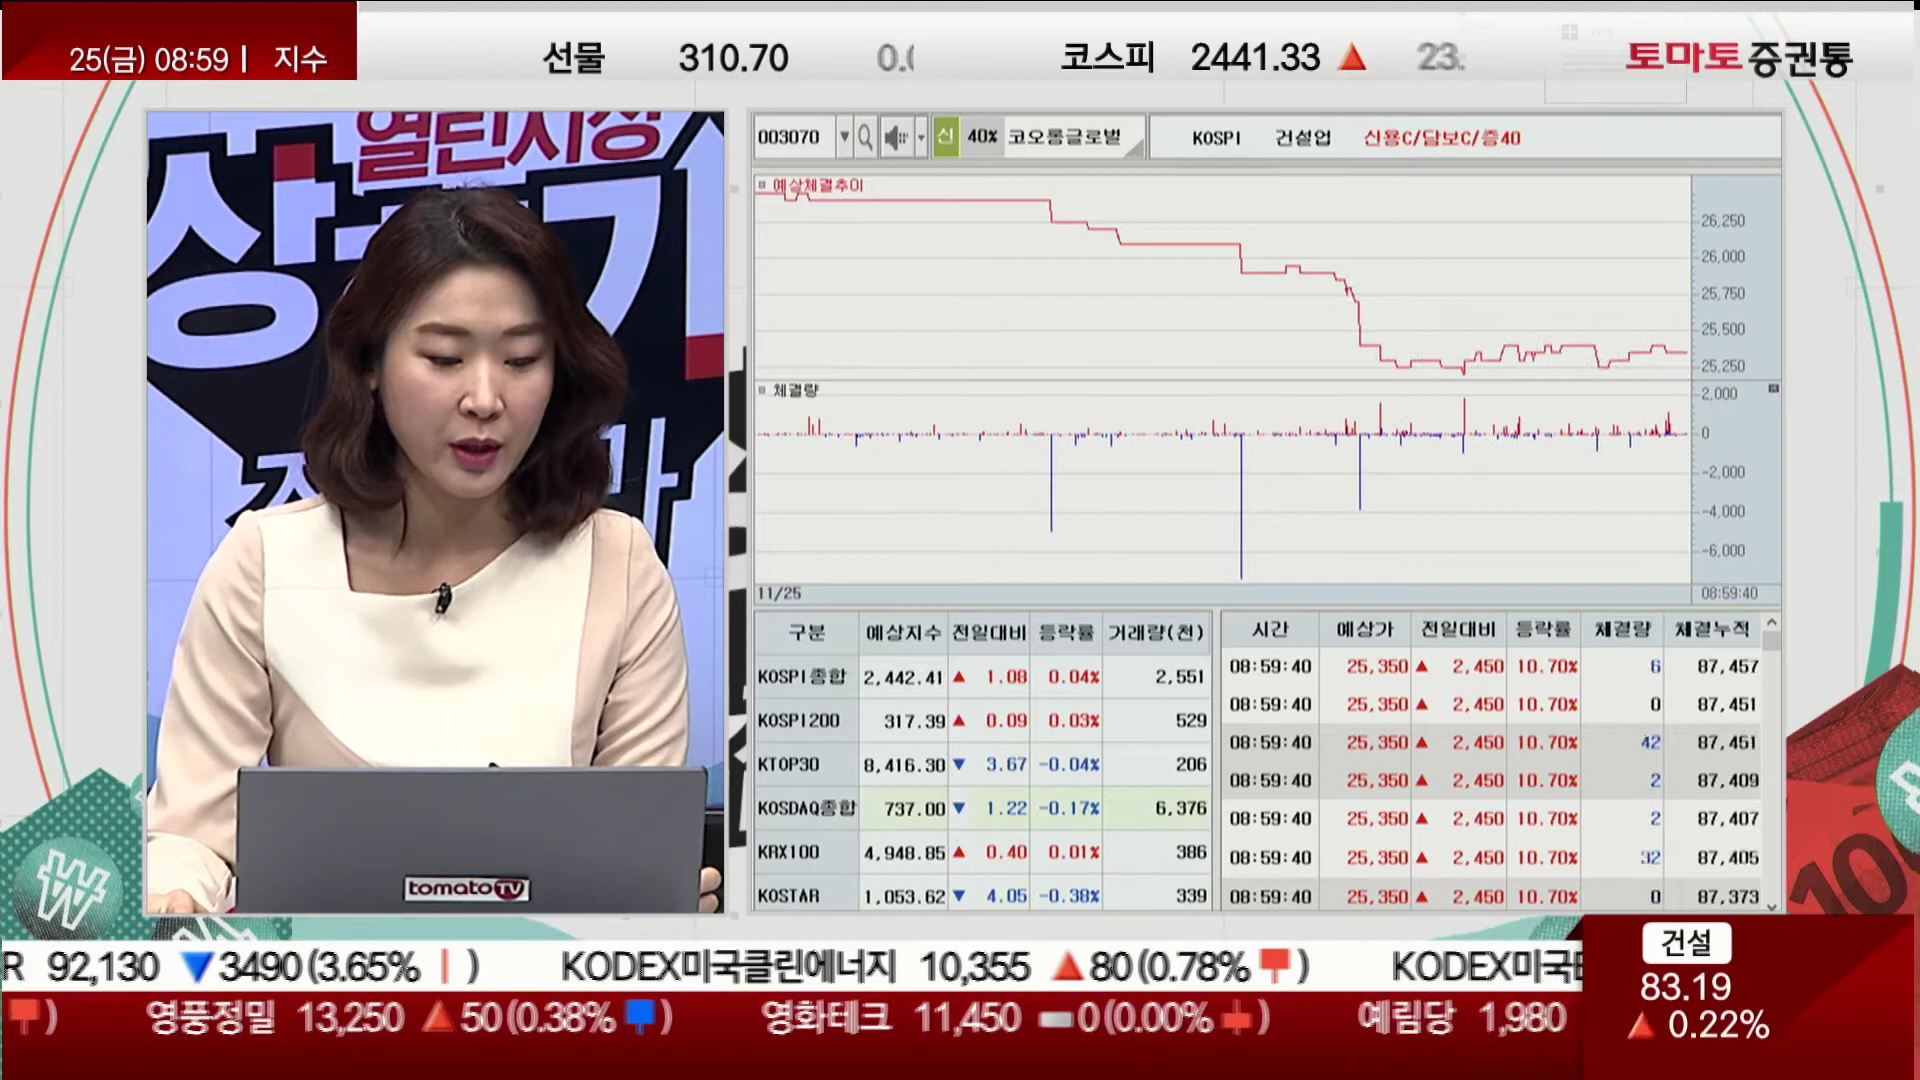 25(금) 08:59 | 지수 선물 310.70 코스피 2441.33 ▲ 23. 토마토증권통
열린시장
003070 신 40% 코오롱글로벌 KOSPI 건설업 신용C/담보C/증40
예상체결추이
26,250
26,000
25,750
25,500
25,250
체결량
2,000
0
-2,000
-4,000
-6,000
11/25 08:59:40
구분 예상지수 전일대비 등락률 거래량(천)
KOSPI종합 2,442.41 ▲ 1.08 0.04% 2,551
KOSPI200 317.39 ▲ 0.09 0.03% 529
KTOP30 8,416.30 ▼ 3.67 -0.04% 206
KOSDAQ종합 737.00 ▼ 1.22 -0.17% 6,376
KRX100 4,948.85 ▲ 0.40 0.01% 386
KOSTAR 1,053.62 ▼ 4.05 -0.38% 339
시간 예상가 전일대비 등락률 체결량 체결누적
08:59:40 25,350 ▲ 2,450 10.70% 6 87,457
08:59:40 25,350 ▲ 2,450 10.70% 0 87,451
08:59:40 25,350 ▲ 2,450 10.70% 42 87,451
08:59:40 25,350 ▲ 2,450 10.70% 2 87,409
08:59:40 25,350 ▲ 2,450 10.70% 2 87,407
08:59:40 25,350 ▲ 2,450 10.70% 32 87,405
08:59:40 25,350 ▲ 2,450 10.70% 0 87,373
tomatoTV
R 92,130 ▼3490(3.65% ) KODEX미국클린에너지 10,355 ▲80(0.78% ) KODEX미국
) 영풍정밀 13,250 ▲50(0.38% ) 영화테크 11,450 0(0.00% ) 예림당 1,980
건설
83.19
▲ 0.22%